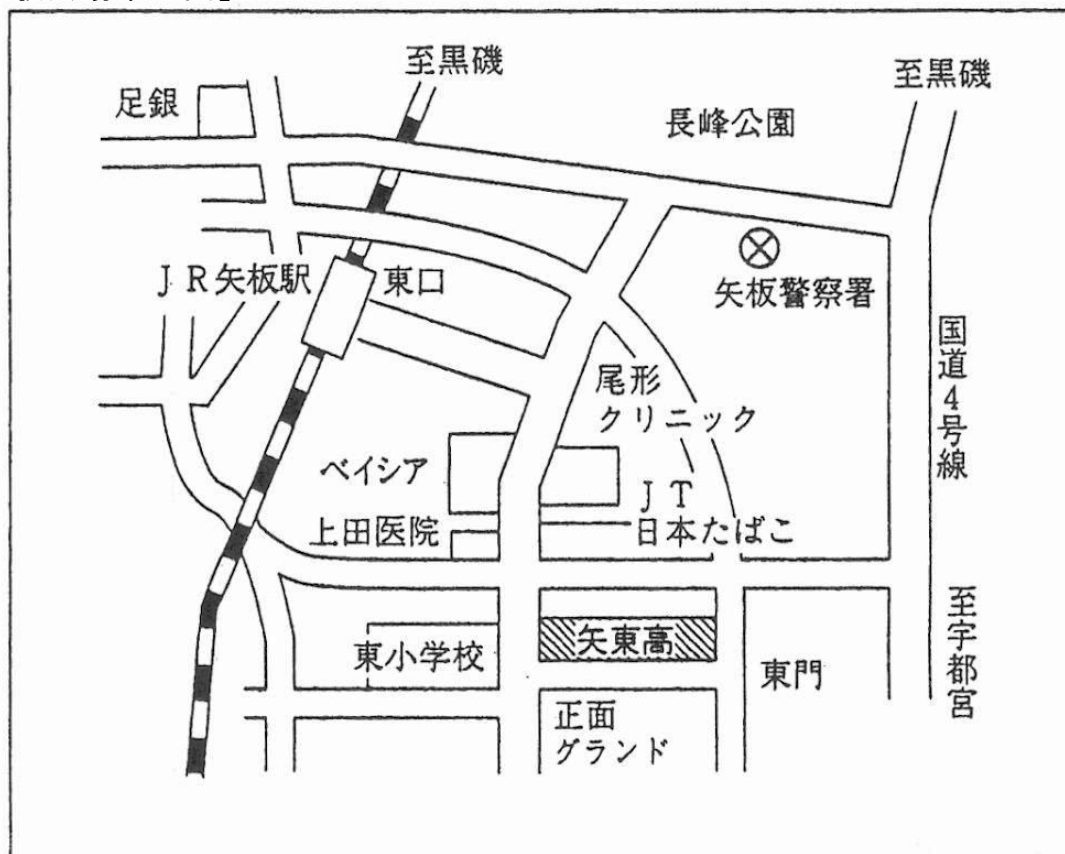 至黒磯
至黒磯
足銀
長峰公園
JR矢板駅
東口
矢板警察署
国道4号線
尾形
クリニック
ベイシア
JT
日本たばこ
上田医院
矢東高
東小学校
東門
至宇都宮
正面
グランド